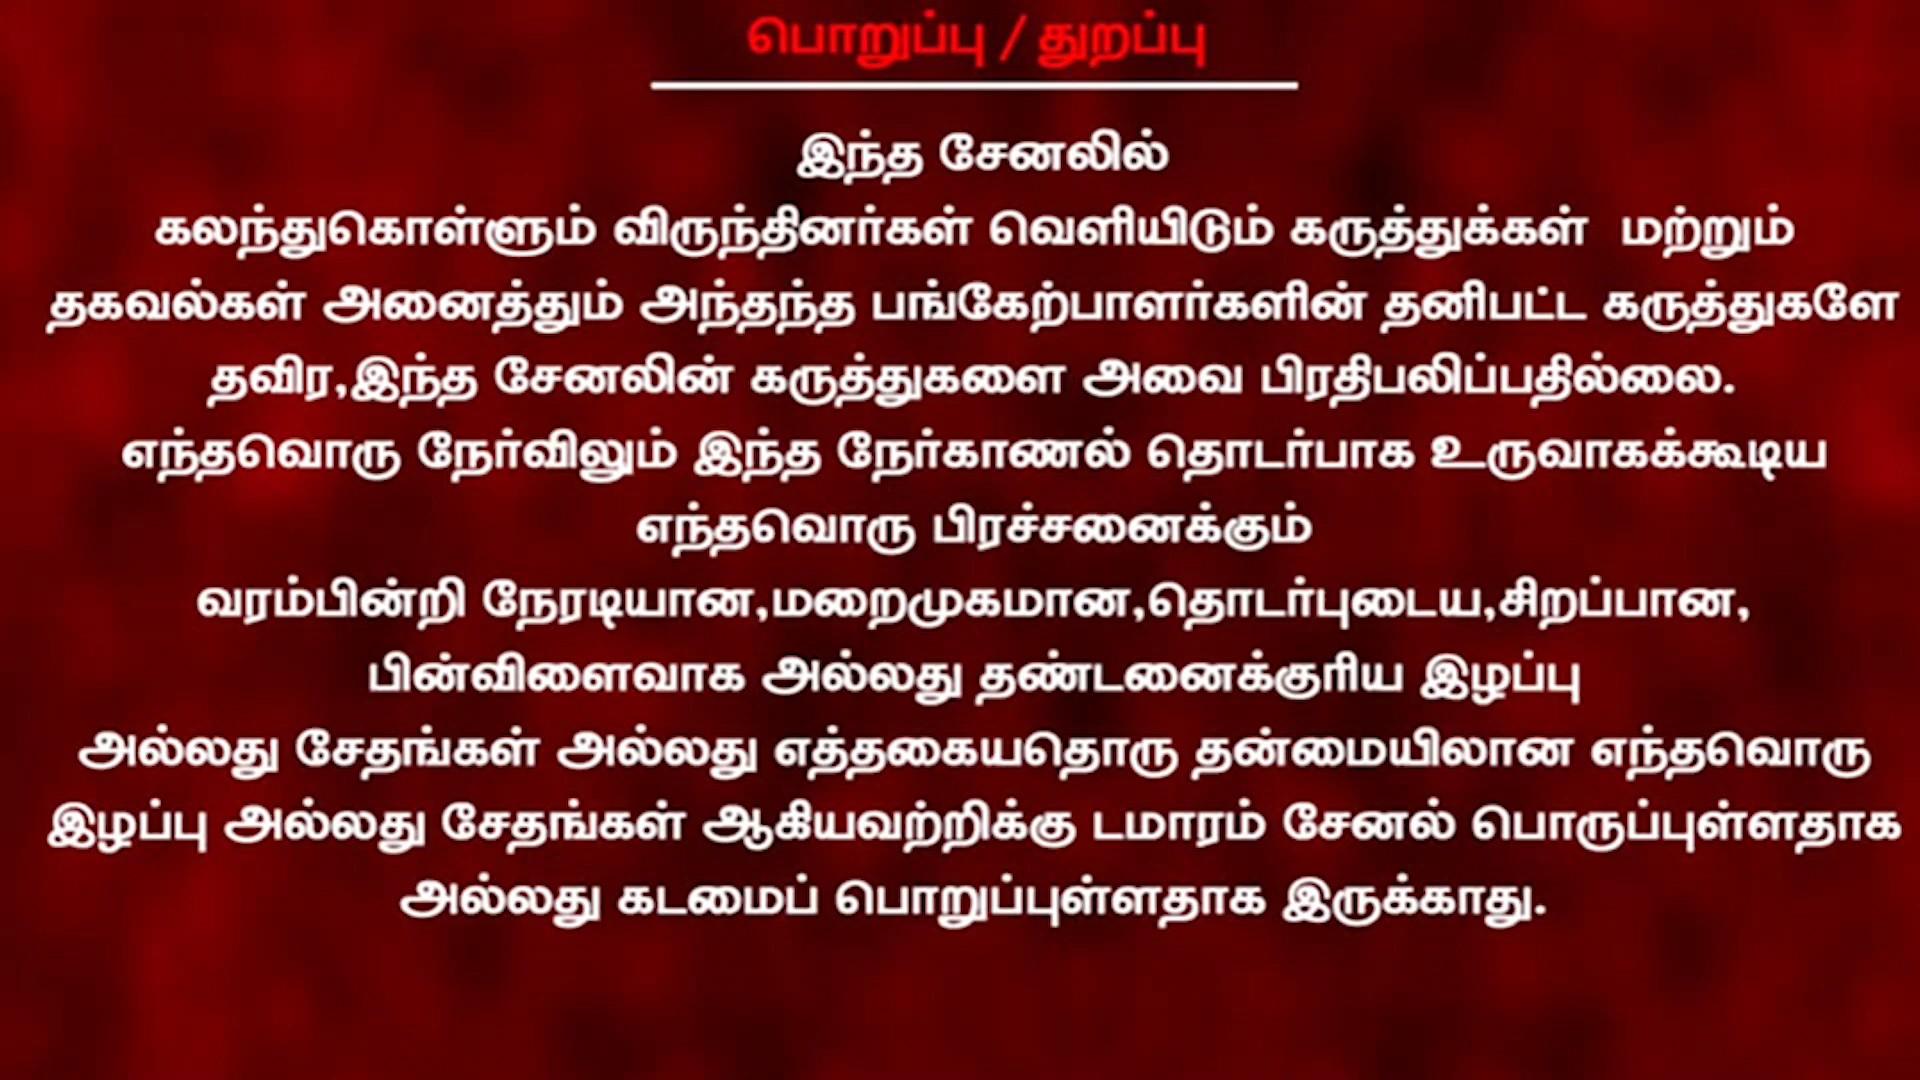 பொறுப்பு / துறப்பு
இந்த சேனலில்
கலந்துகொள்ளும் விருந்தினர்கள் வெளியிடும் கருத்துக்கள் மற்றும்
தகவல்கள் அனைத்தும் அந்தந்த பங்கேற்பாளர்களின் தனிபட்ட கருத்துகளே
தவிர,இந்த சேனலின் கருத்துகளை அவை பிரதிபலிப்பதில்லை.
எந்தவொரு நேர்விலும் இந்த நேர்காணல் தொடர்பாக உருவாகக்கூடிய
எந்தவொரு பிரச்சனைக்கும்
வரம்பின்றி நேரடியான,மறைமுகமான,தொடர்புடைய,சிறப்பான,
பின்விளைவாக அல்லது தண்டனைக்குரிய இழப்பு
அல்லது சேதங்கள் அல்லது எத்தகையதொரு தன்மையிலான எந்தவொரு
இழப்பு அல்லது சேதங்கள் ஆகியவற்றிக்கு டமாரம் சேனல் பொருப்புள்ளதாக
அல்லது கடமைப் பொறுப்புள்ளதாக இருக்காது.